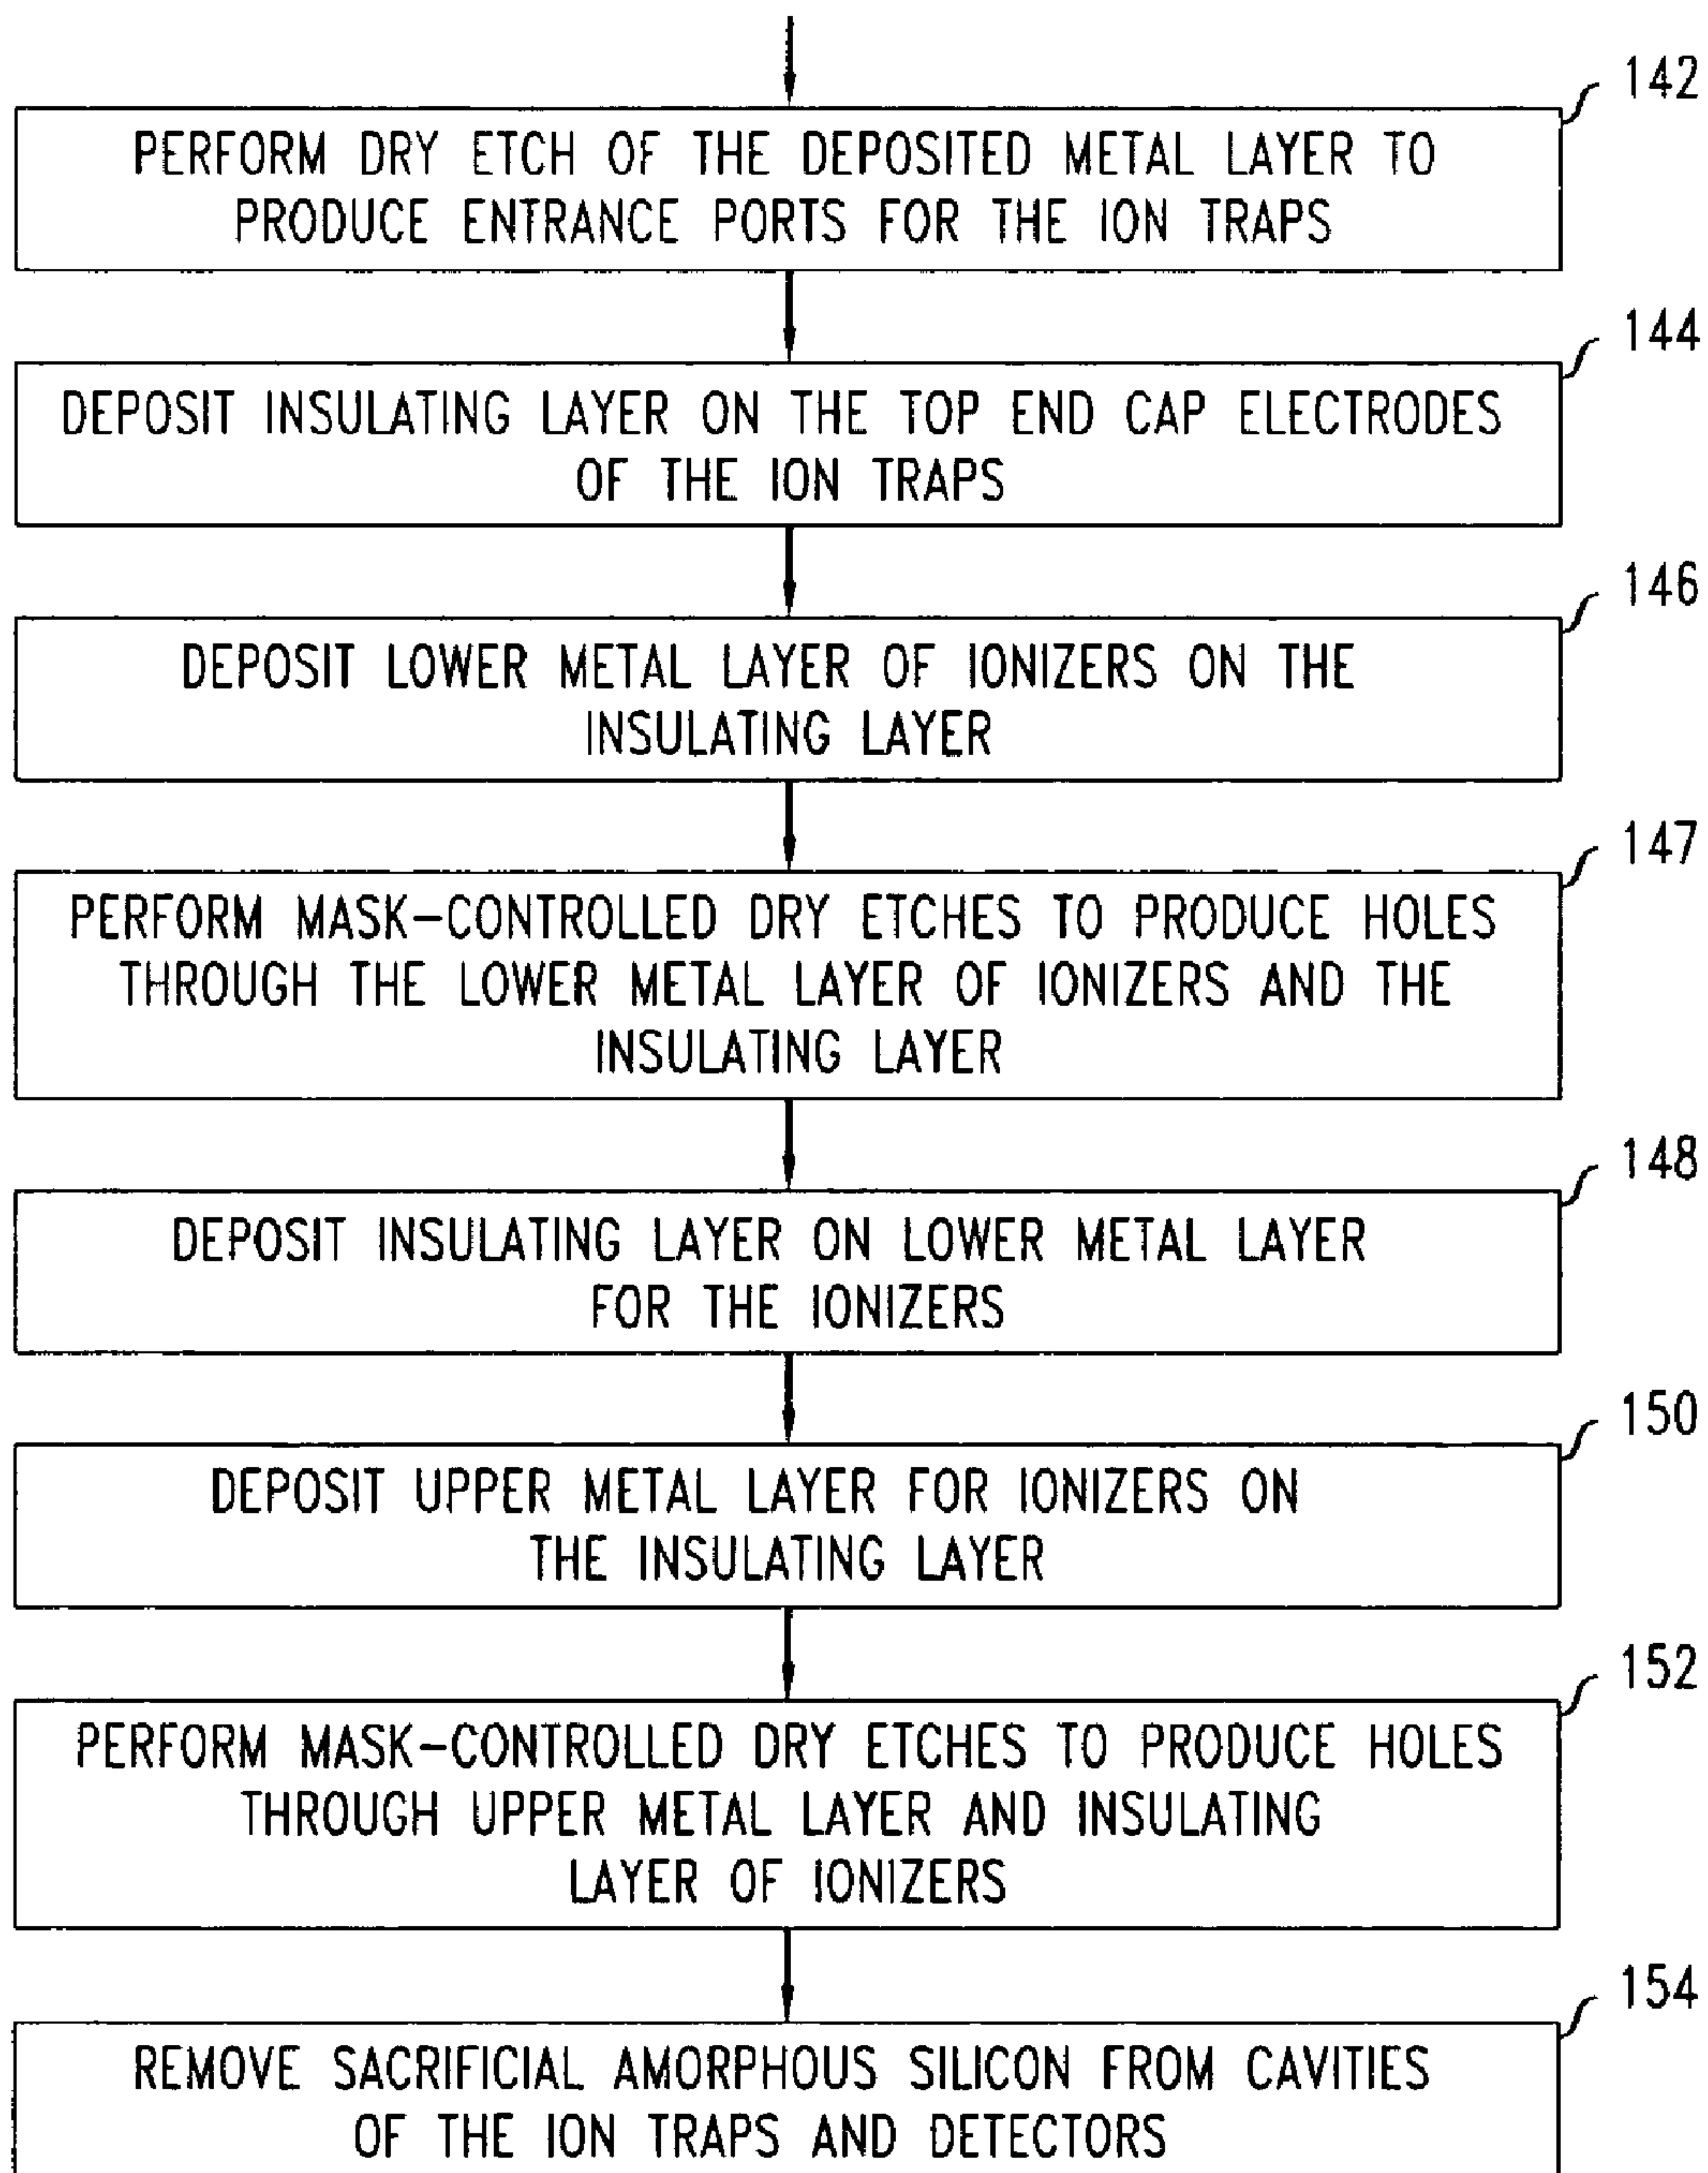 142
PERFORM DRY ETCH OF THE DEPOSITED METAL LAYER TO
PRODUCE ENTRANCE PORTS FOR THE ION TRAPS
144
DEPOSIT INSULATING LAYER ON THE TOP END CAP ELECTRODES
OF THE ION TRAPS
146
DEPOSIT LOWER METAL LAYER OF IONIZERS ON THE
INSULATING LAYER
147
PERFORM MASK-CONTROLLED DRY ETCHES TO PRODUCE HOLES
THROUGH THE LOWER METAL LAYER OF IONIZERS AND THE
INSULATING LAYER
148
DEPOSIT INSULATING LAYER ON LOWER METAL LAYER
FOR THE IONIZERS
150
DEPOSIT UPPER METAL LAYER FOR IONIZERS ON
THE INSULATING LAYER
152
PERFORM MASK-CONTROLLED DRY ETCHES TO PRODUCE HOLES
THROUGH UPPER METAL LAYER AND INSULATING
LAYER OF IONIZERS
154
REMOVE SACRIFICIAL AMORPHOUS SILICON FROM CAVITIES
OF THE ION TRAPS AND DETECTORS